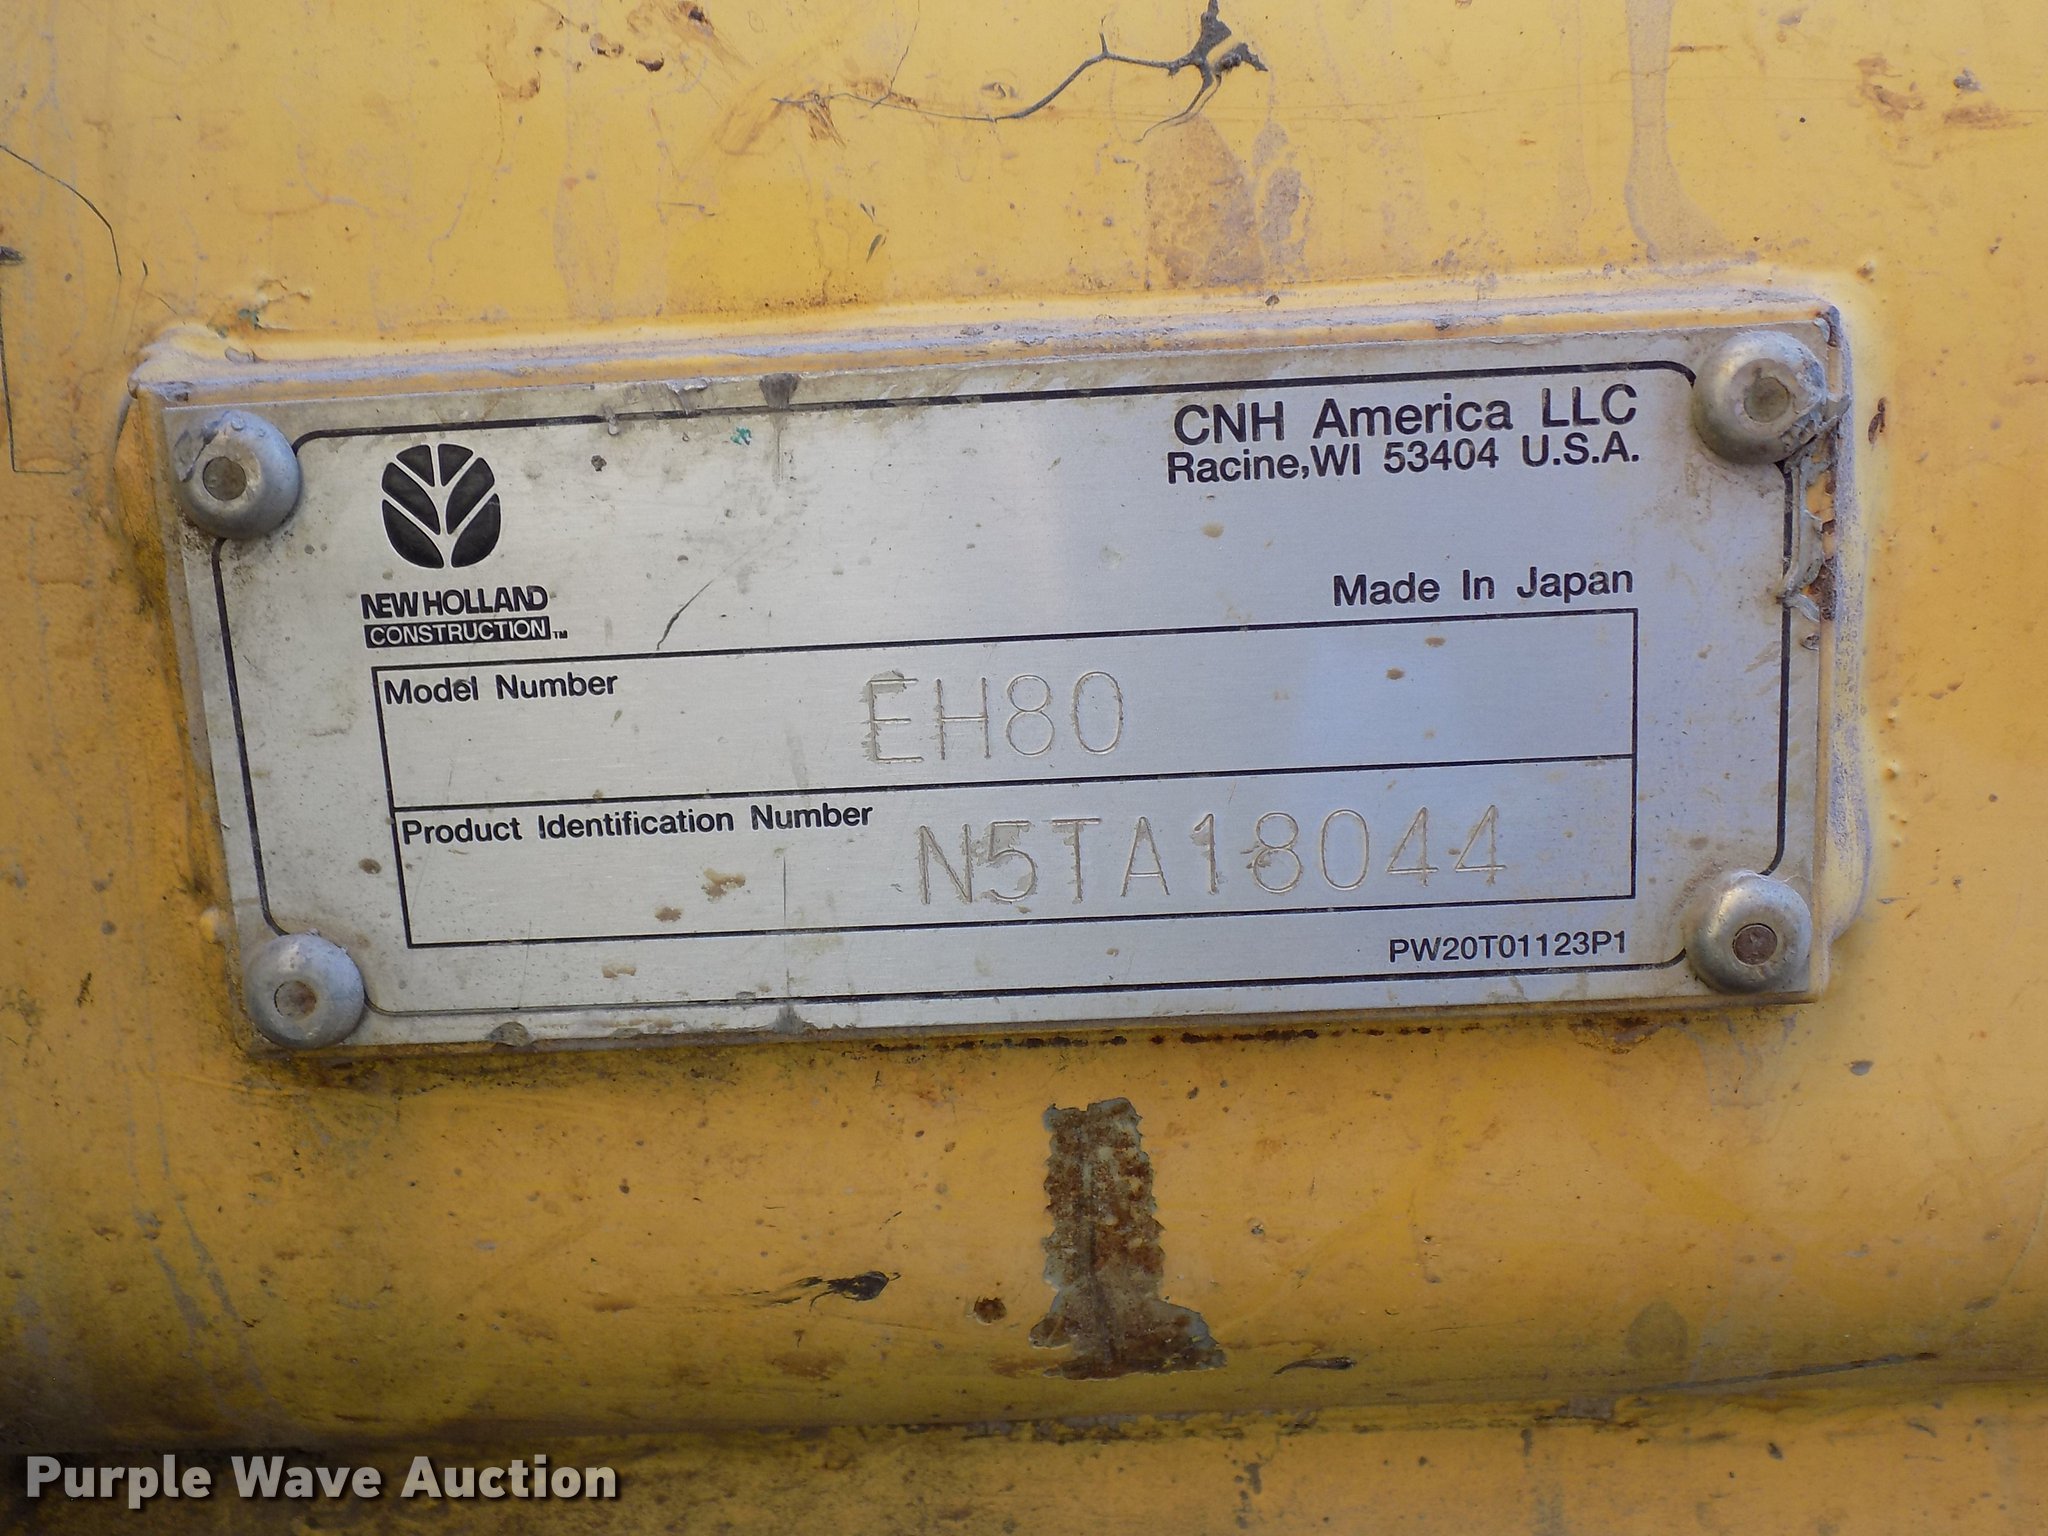 CNH America LLC
Racine,WI 53404 U.S.A.
NEW HOLLAND
CONSTRUCTION™
Made In Japan
Model Number EH80
Product Identification Number N5TA18044
PW20T01123P1
Purple Wave Auction